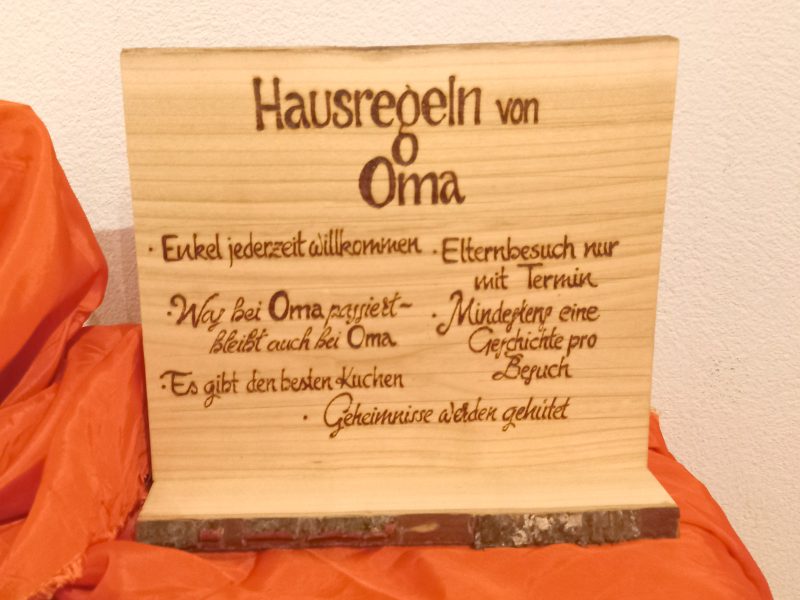 Hausregeln von
Oma
· Enkel jederzeit willkommen
· Was bei Oma passiert-
bleibt auch bei Oma
· Es gibt den besten Kuchen
· Elternbesuch nur
mit Termin
· Mindestens eine
Geschichte pro
Besuch
· Geheimnisse werden gehütet